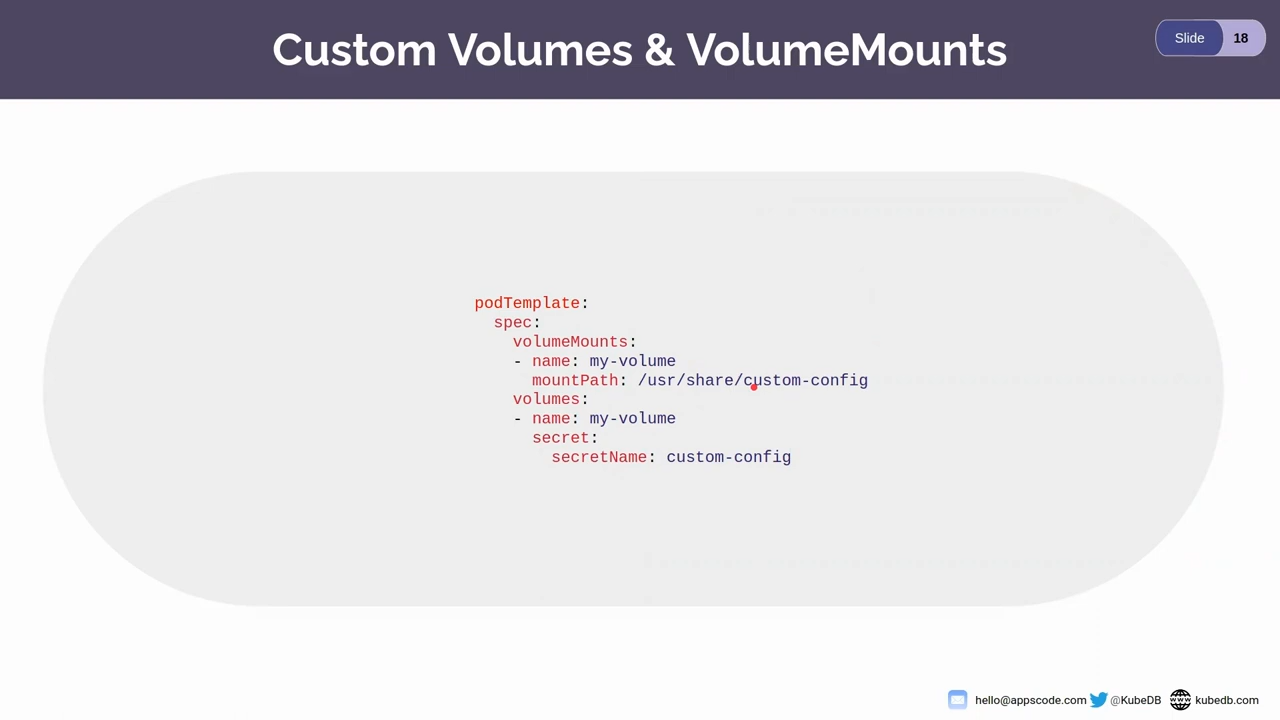 Custom Volumes & VolumeMounts
Slide 18
podTemplate:
  spec:
    volumeMounts:
    - name: my-volume
      mountPath: /usr/share/custom-config
    volumes:
    - name: my-volume
      secret:
        secretName: custom-config
hello@appscode.com @KubeDB kubedb.com